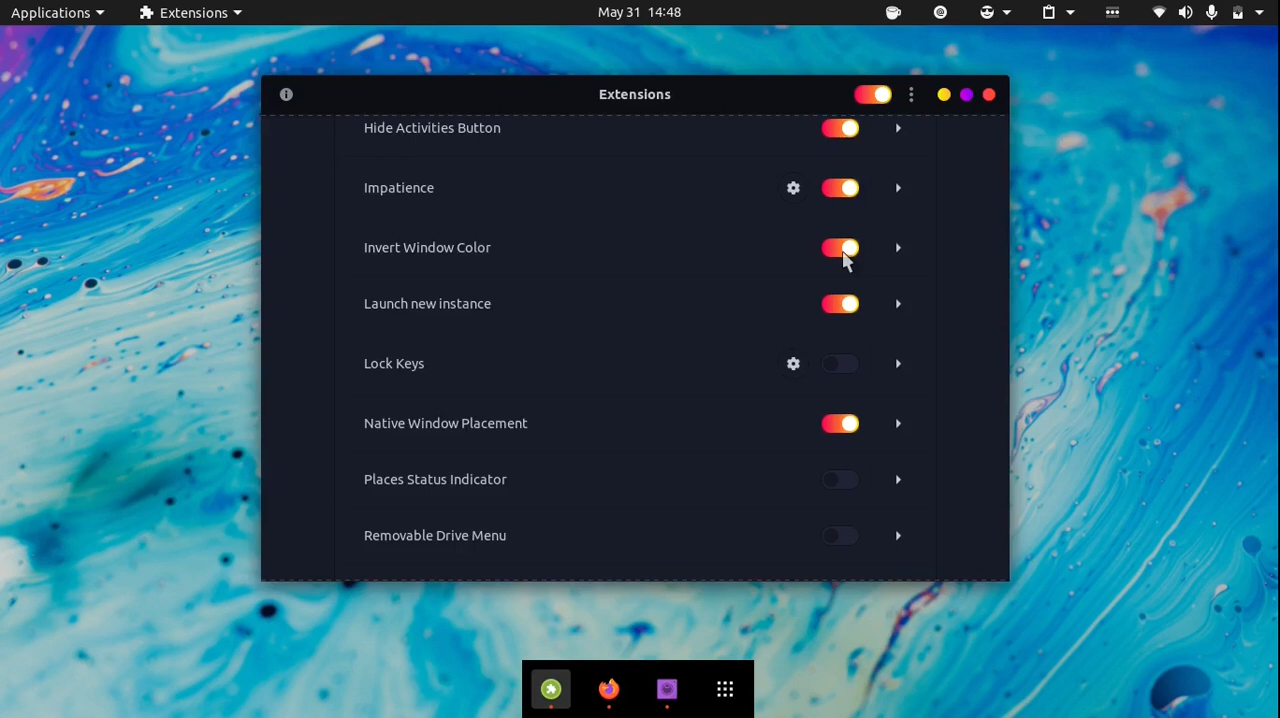 Applications Extensions May 31 14:48
Extensions
Hide Activities Button
Impatience
Invert Window Color
Launch new instance
Lock Keys
Native Window Placement
Places Status Indicator
Removable Drive Menu